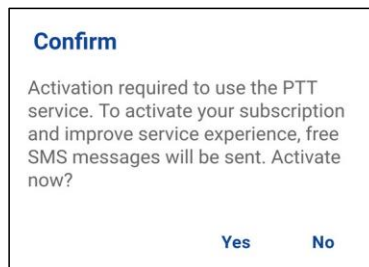 Confirm
Activation required to use the PTT
service. To activate your subscription
and improve service experience, free
SMS messages will be sent. Activate
now?
Yes No